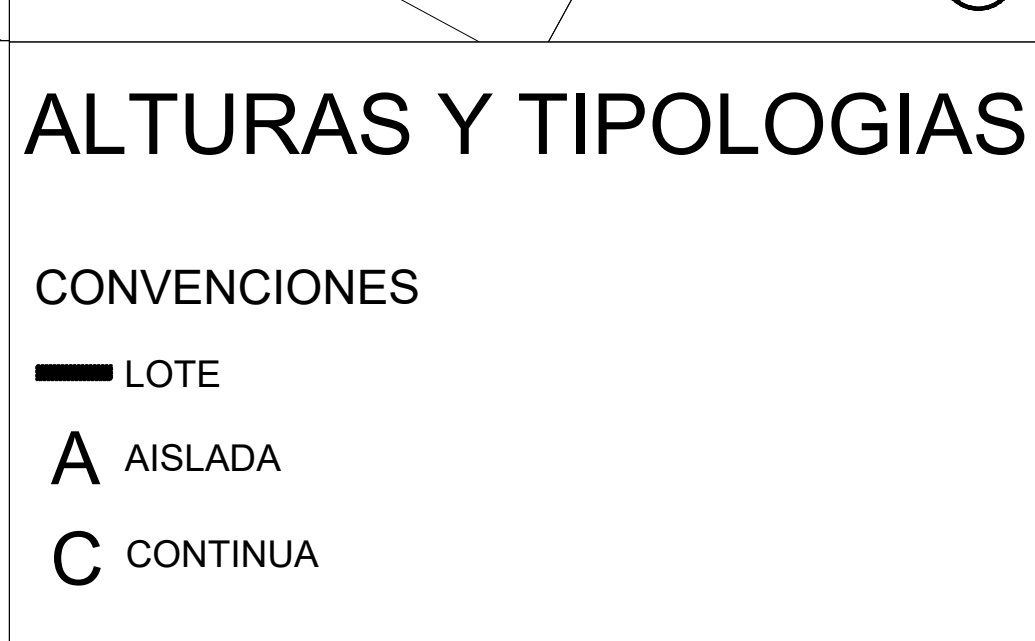 ALTURAS Y TIPOLOGIAS
CONVENCIONES
LOTE
A AISLADA
C CONTINUA